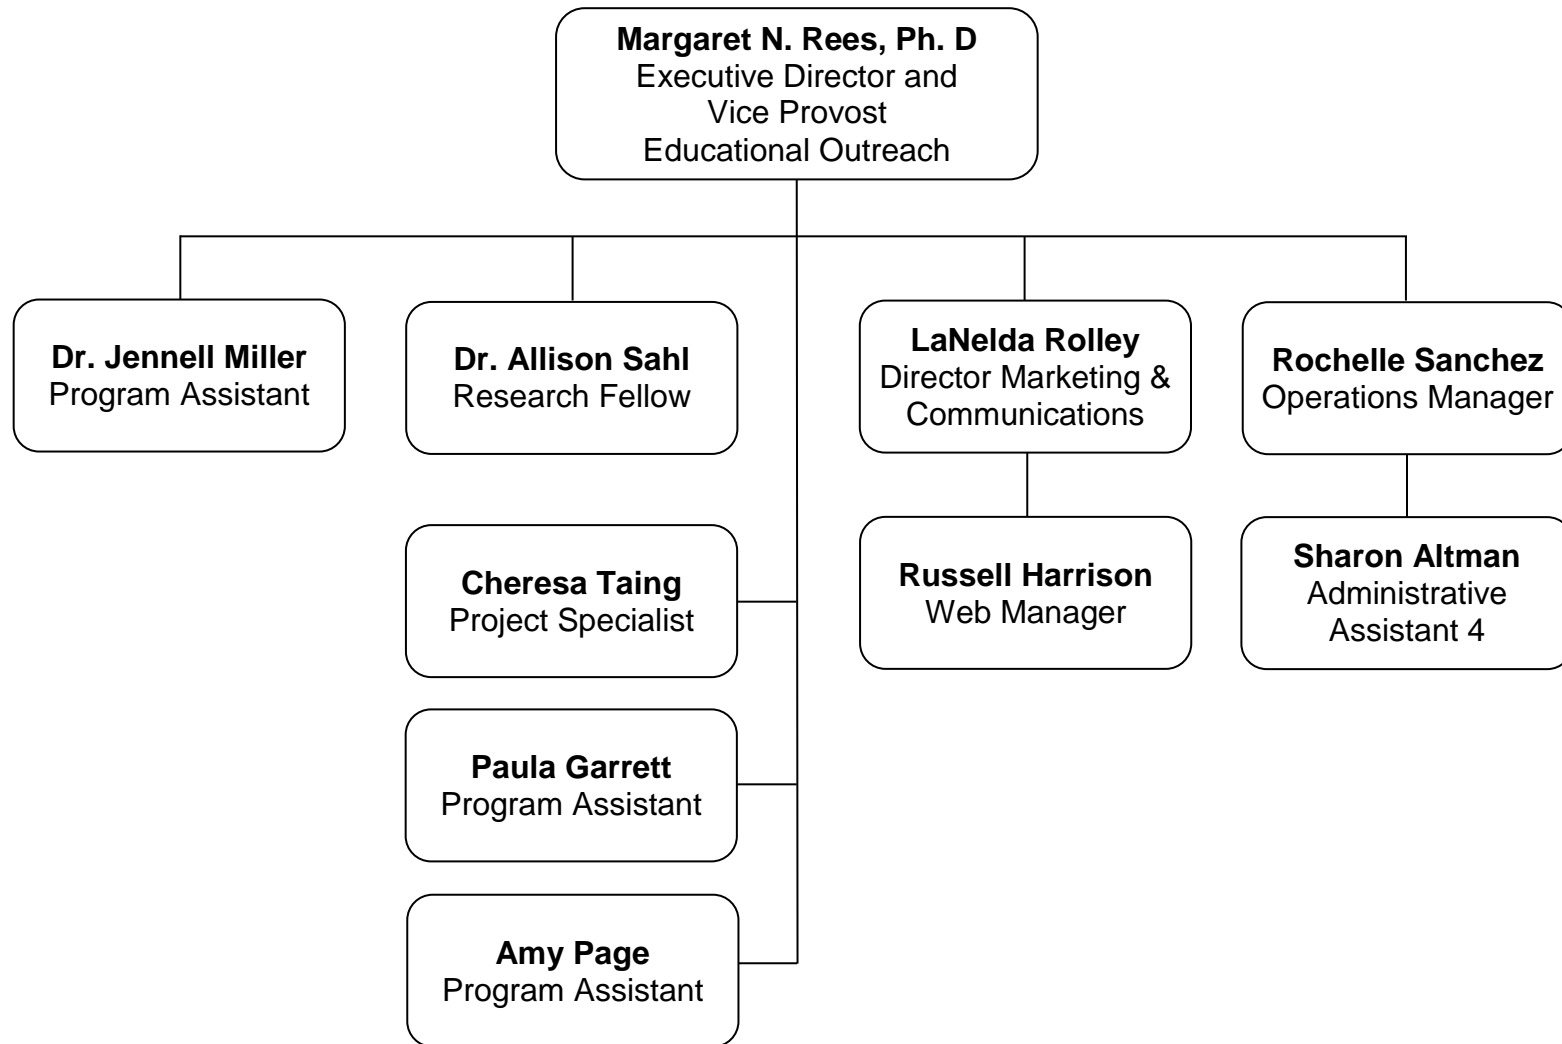 Margaret N. Rees, Ph. D
Executive Director and
Vice Provost
Educational Outreach
Dr. Jennell Miller
Program Assistant
Dr. Allison Sahl
Research Fellow
LaNelda Rolley
Director Marketing &
Communications
Rochelle Sanchez
Operations Manager
Cheresa Taing
Project Specialist
Russell Harrison
Web Manager
Sharon Altman
Administrative
Assistant 4
Paula Garrett
Program Assistant
Amy Page
Program Assistant